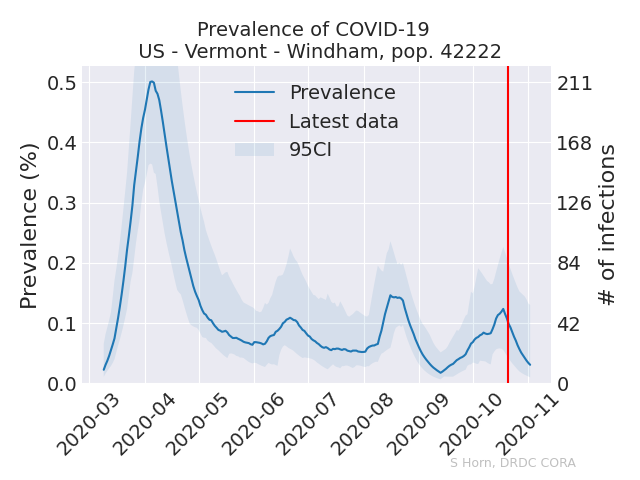 Prevalence of COVID-19
US - Vermont - Windham, pop. 42222
Prevalence
Latest data
95CI
Prevalence (%)
0.5
0.4
0.3
0.2
0.1
0.0
211
168
126
84
42
0
# of infections
2020-03
2020-04
2020-05
2020-06
2020-07
2020-08
2020-09
2020-10
2020-11
S Horn, DRDC CORA